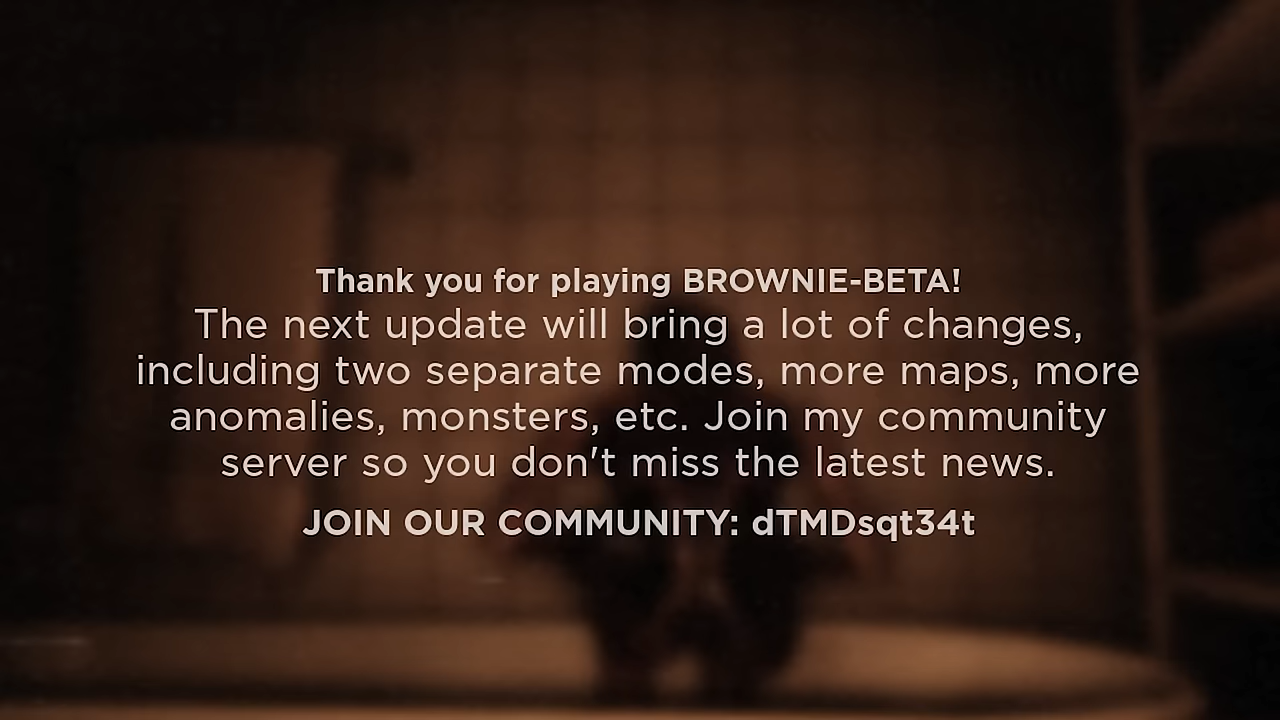 Thank you for playing BROWNIE-BETA!
The next update will bring a lot of changes,
including two separate modes, more maps, more
anomalies, monsters, etc. Join my community
server so you don't miss the latest news.
JOIN OUR COMMUNITY: dTMDsqt34t